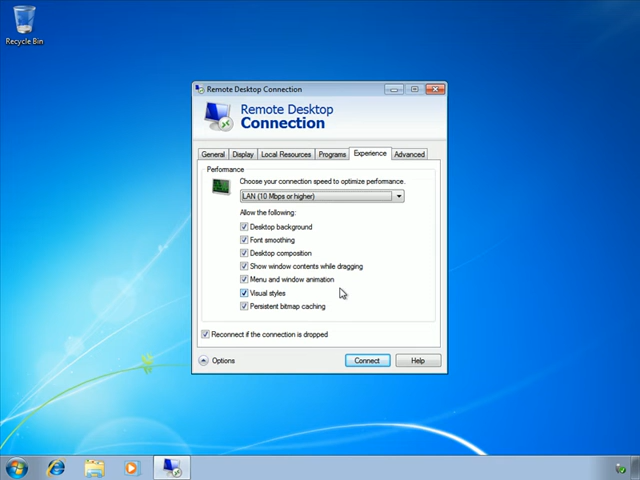 Recycle Bin
Remote Desktop Connection
Remote Desktop
Connection
General Display Local Resources Programs Experience Advanced
Performance
Choose your connection speed to optimize performance.
LAN (10 Mbps or higher)
Allow the following:
Desktop background
Font smoothing
Desktop composition
Show window contents while dragging
Menu and window animation
Visual styles
Persistent bitmap caching
Reconnect if the connection is dropped
Options Connect Help